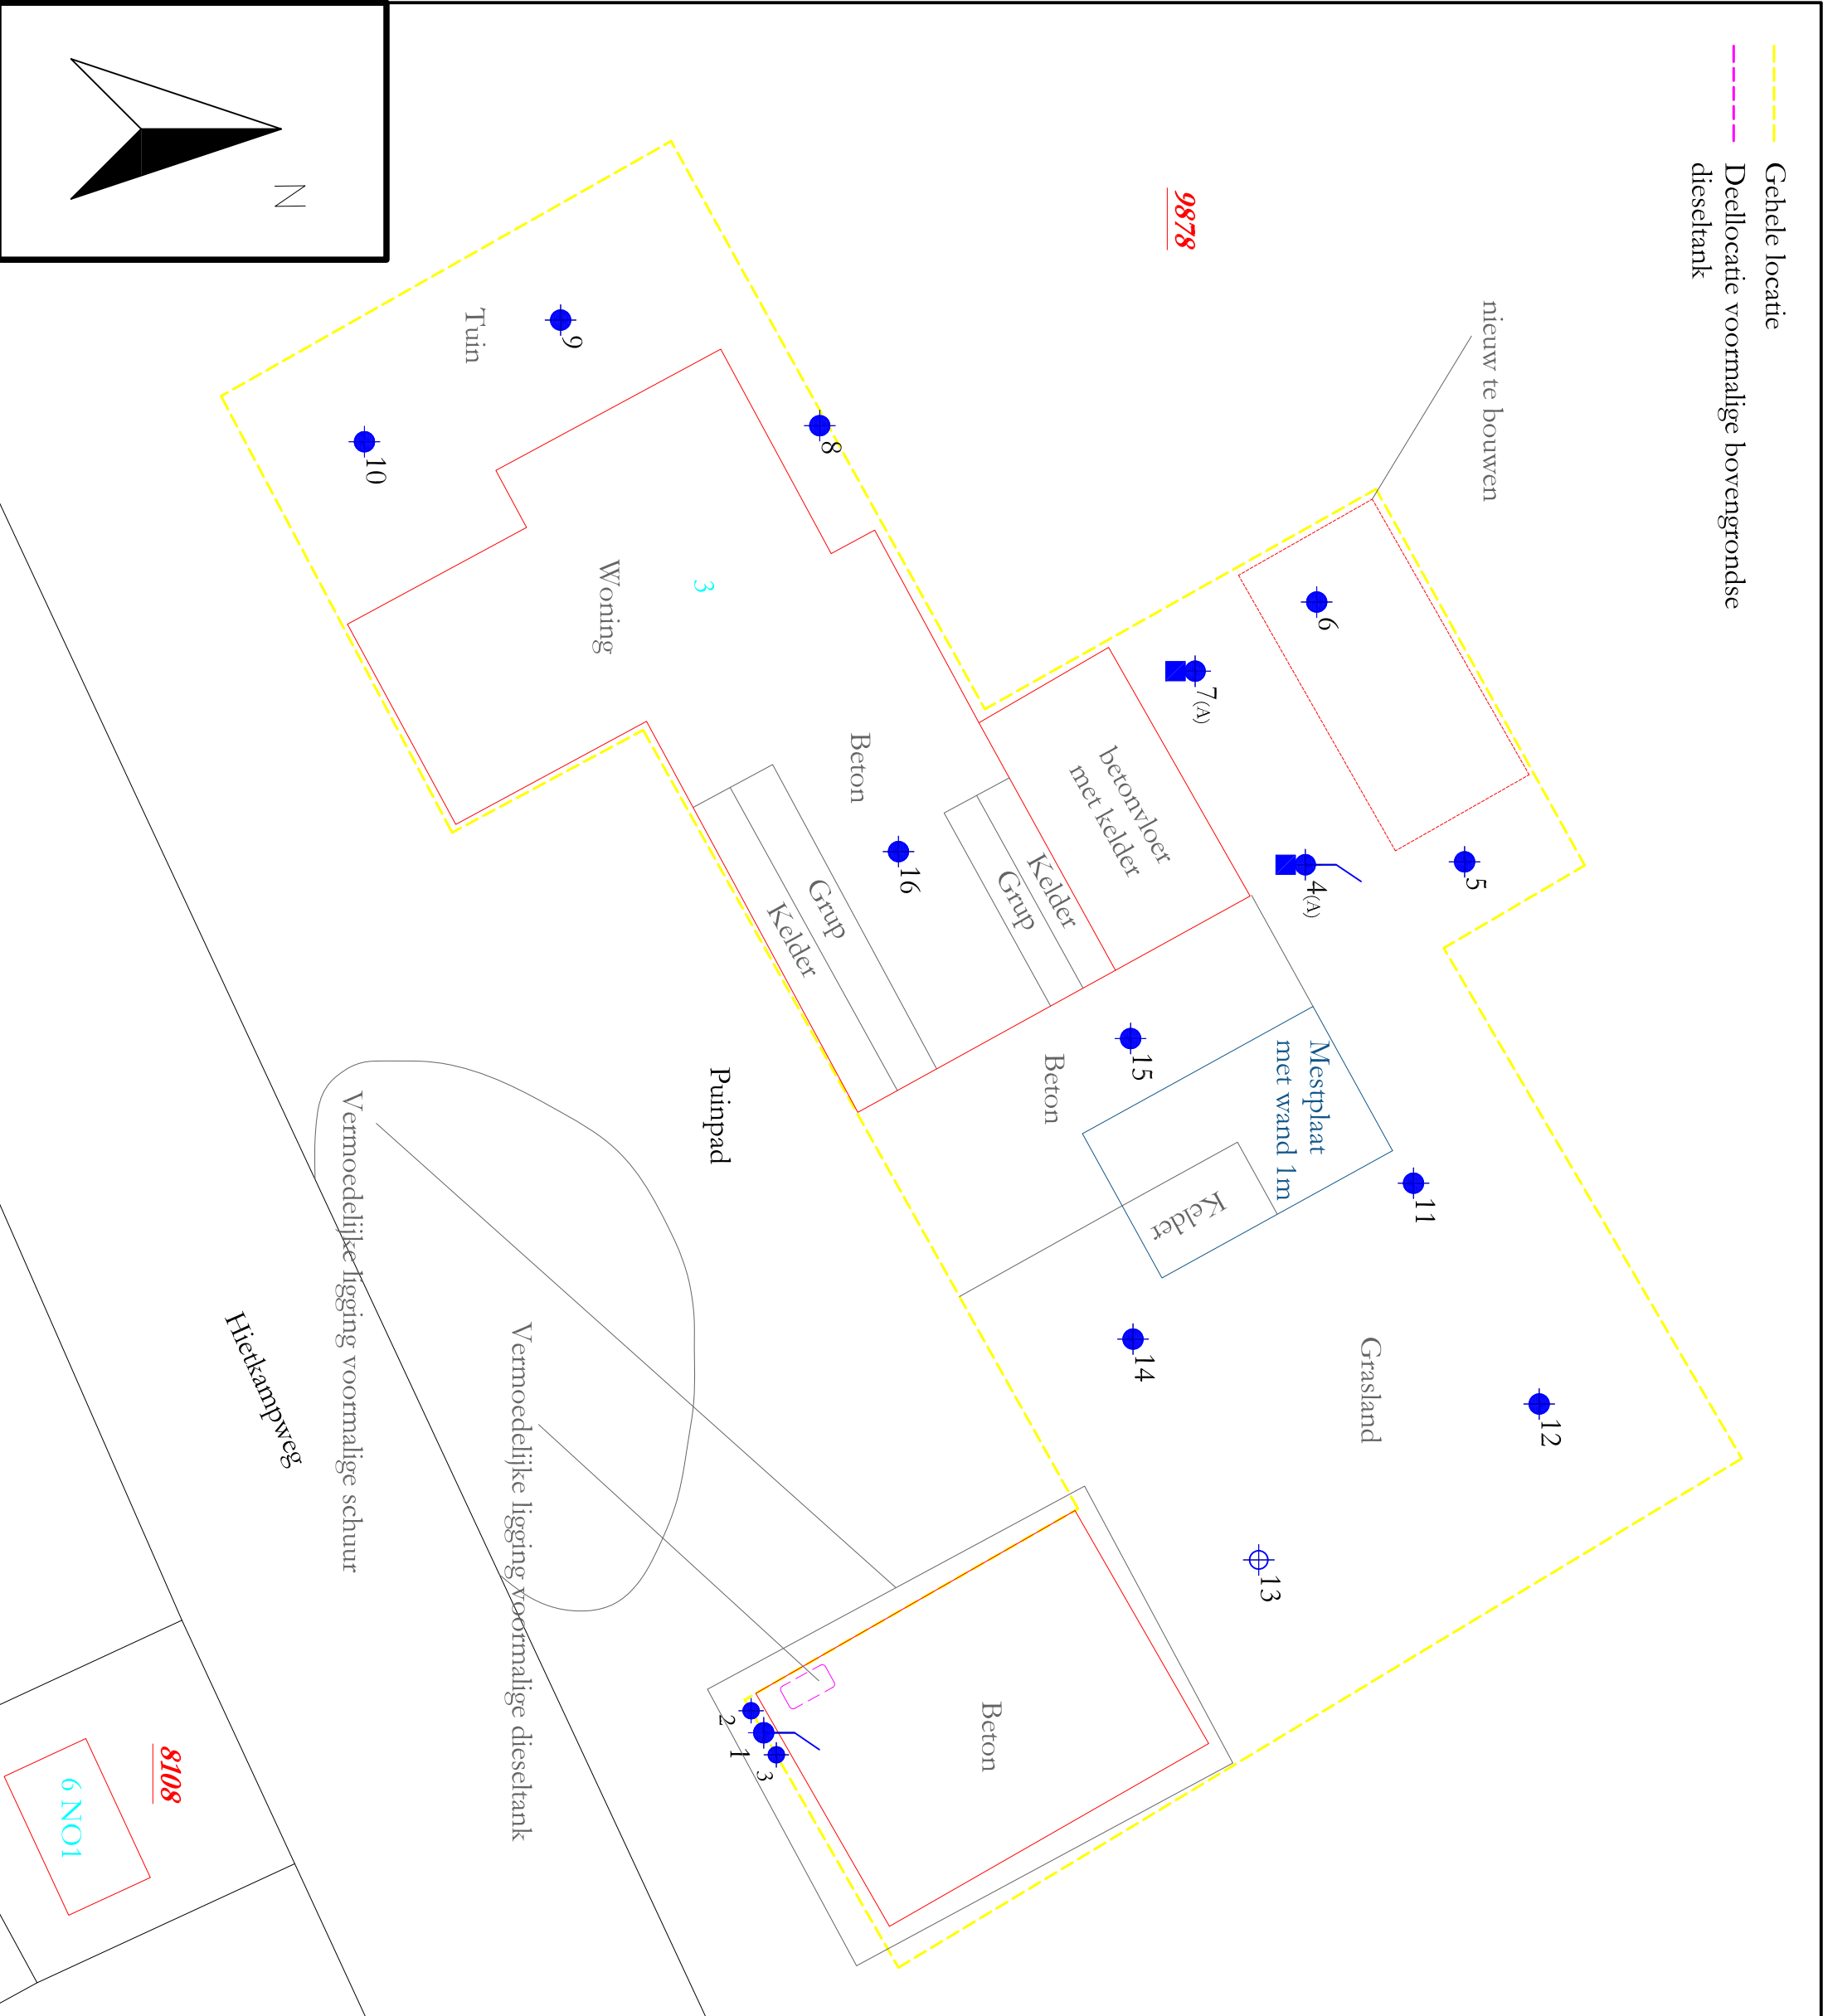 Gehele locatie
Deellocatie voormalige bovengrondse
dieseltank
N
9878
nieuw te bouwen
6
5
7(A)
4(A)
8
9
Tuin
10
3
Woning
Beton
16
betonvloer
met kelder
Kelder
Grup
Grup
Kelder
15
Beton
Mestplaat
met wand 1m
Kelder
11
12
Grasland
14
13
Puinpad
Vermoedelijke ligging voormalige schuur
Vermoedelijke ligging voormalige dieseltank
Beton
2
1
3
Hietkampweg
8108
6 NO1